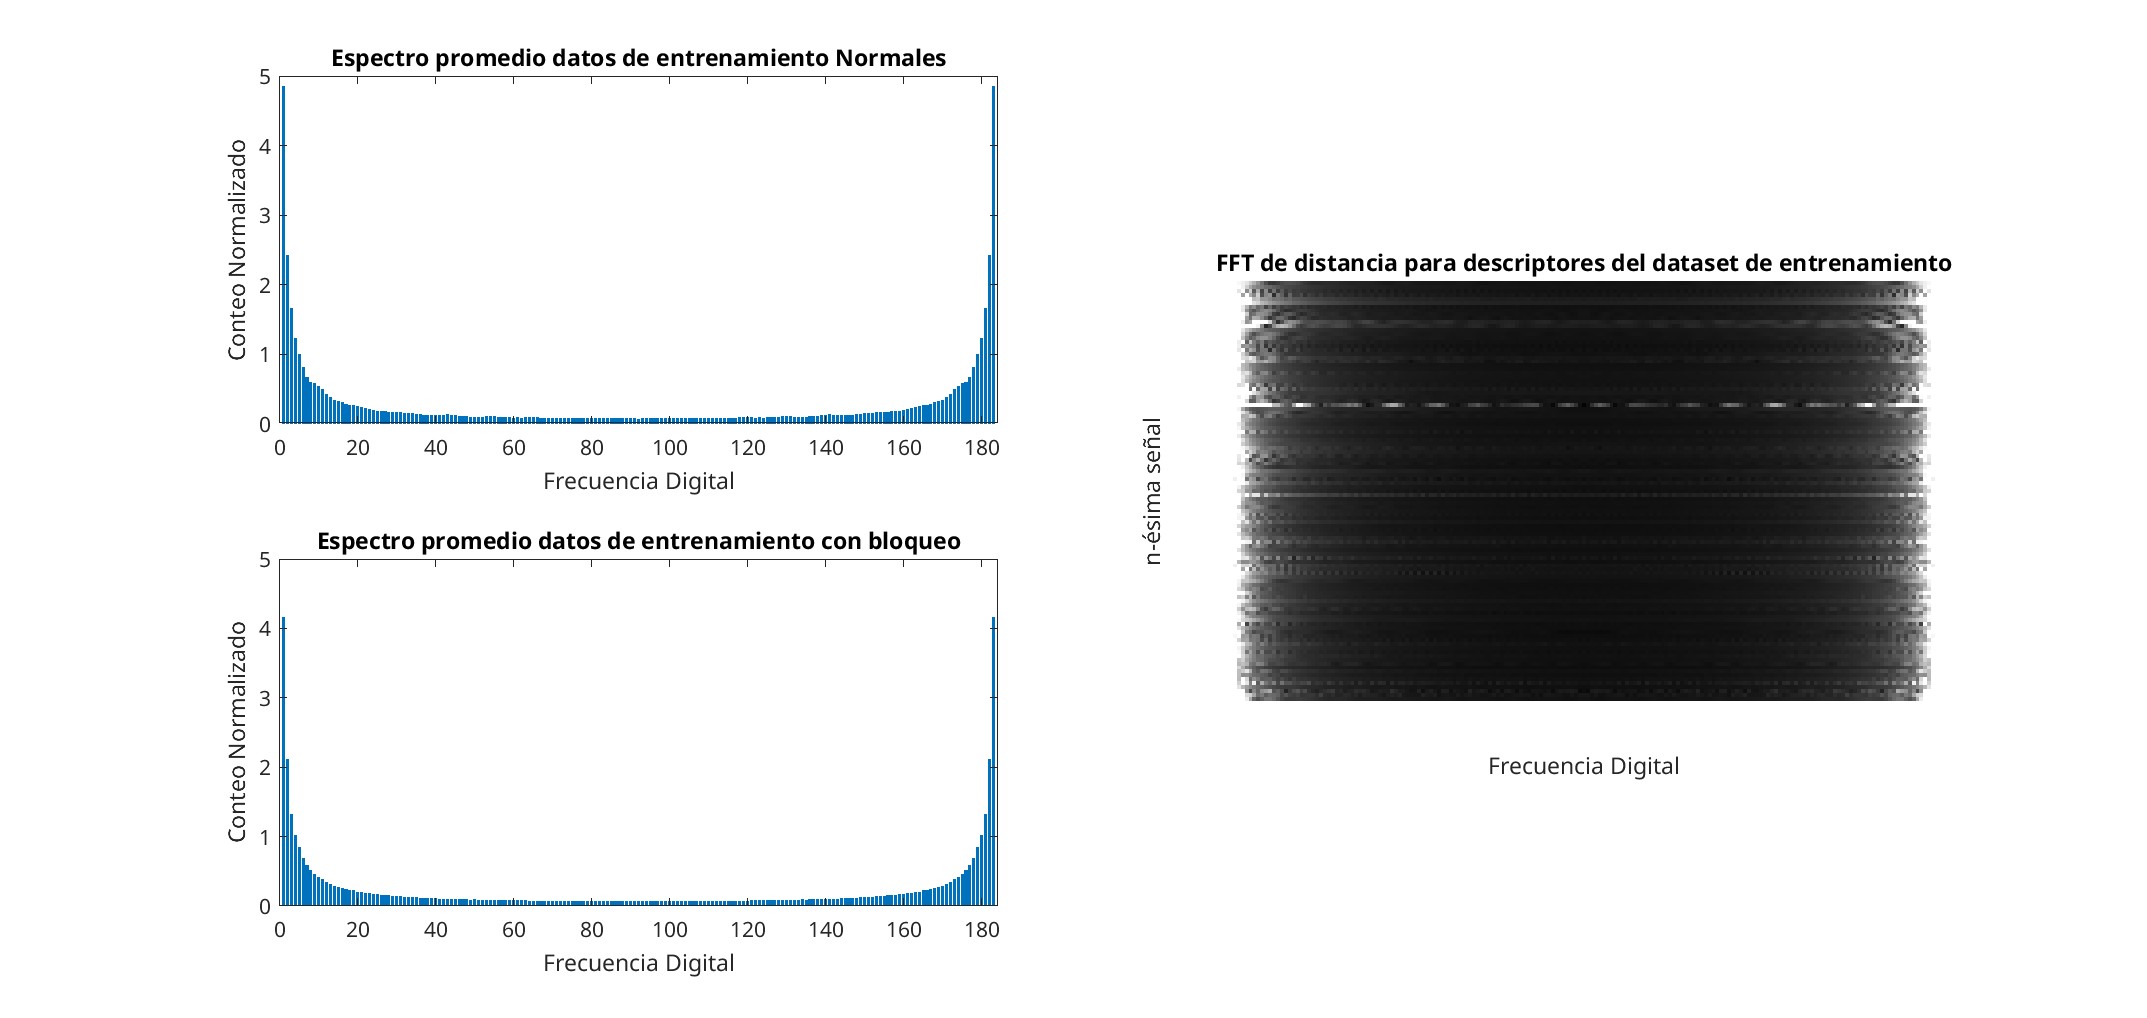 Espectro promedio datos de entrenamiento Normales
5
4
3
2
1
0
Conteo Normalizado
0 20 40 60 80 100 120 140 160 180
Frecuencia Digital
Espectro promedio datos de entrenamiento con bloqueo
5
4
3
2
1
0
Conteo Normalizado
0 20 40 60 80 100 120 140 160 180
Frecuencia Digital
FFT de distancia para descriptores del dataset de entrenamiento
n-ésima señal
Frecuencia Digital